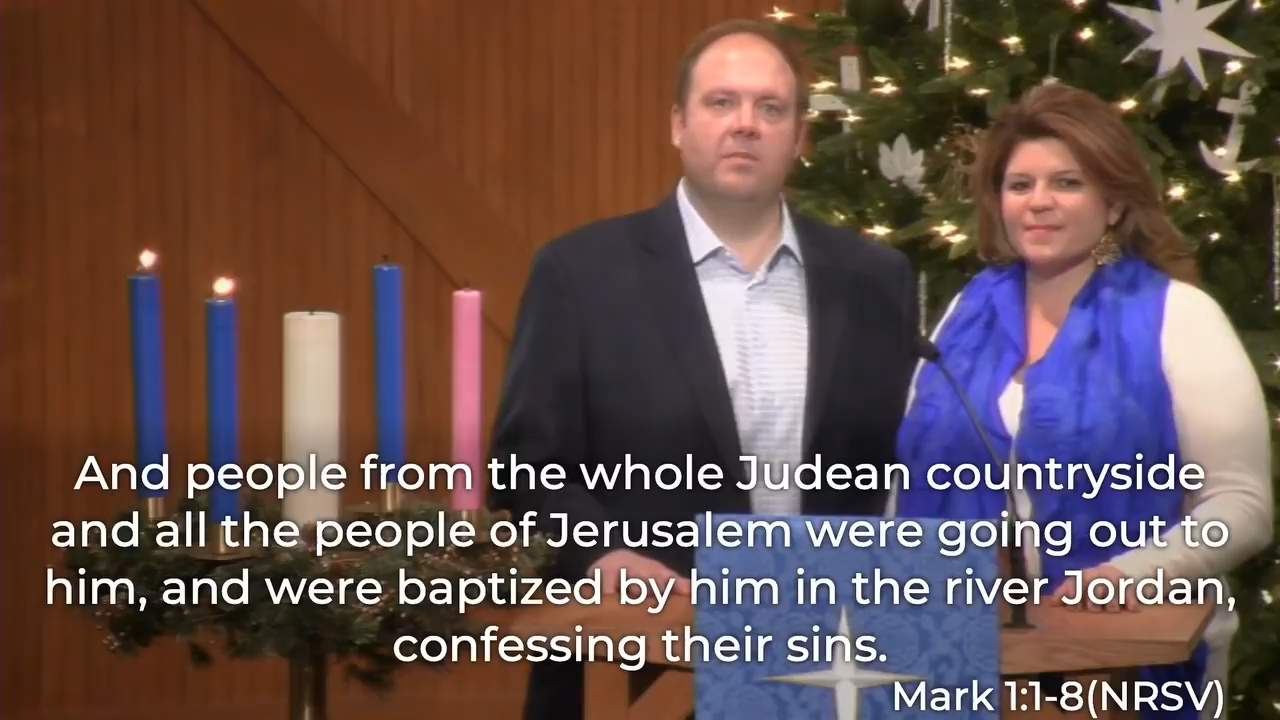 And people from the whole Judean countryside
and all the people of Jerusalem were going out to
him, and were baptized by him in the river Jordan,
confessing their sins.
Mark 1:1-8(NRSV)